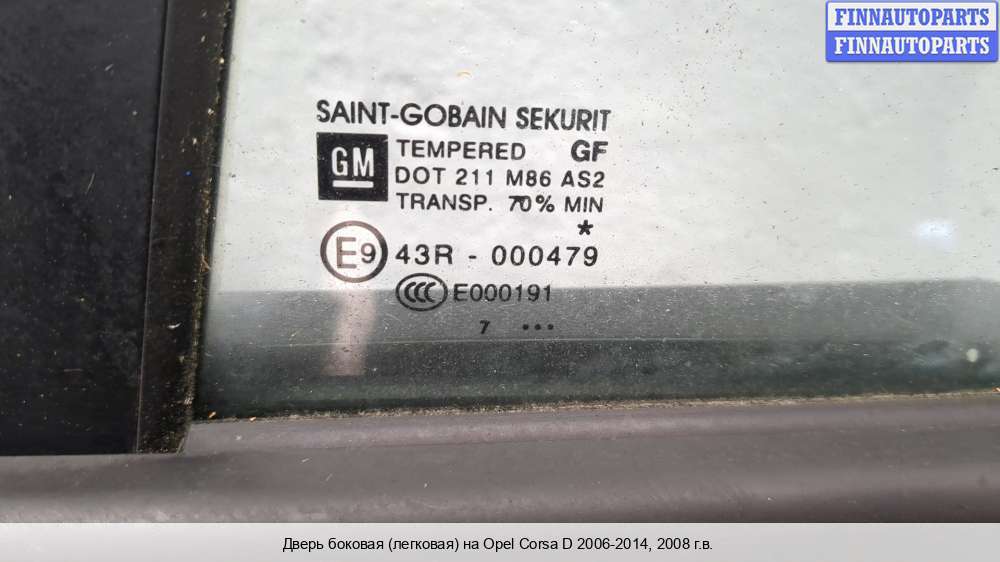 FINNAUTOPARTS
FINNAUTOPARTS
SAINT-GOBAIN SEKURIT
GM
TEMPERED GF
DOT 211 M86 AS2
TRANSP. 70% MIN
*
E9 43R - 000479
CCC E000191
7 •••
Дверь боковая (легковая) на Opel Corsa D 2006-2014, 2008 г.в.